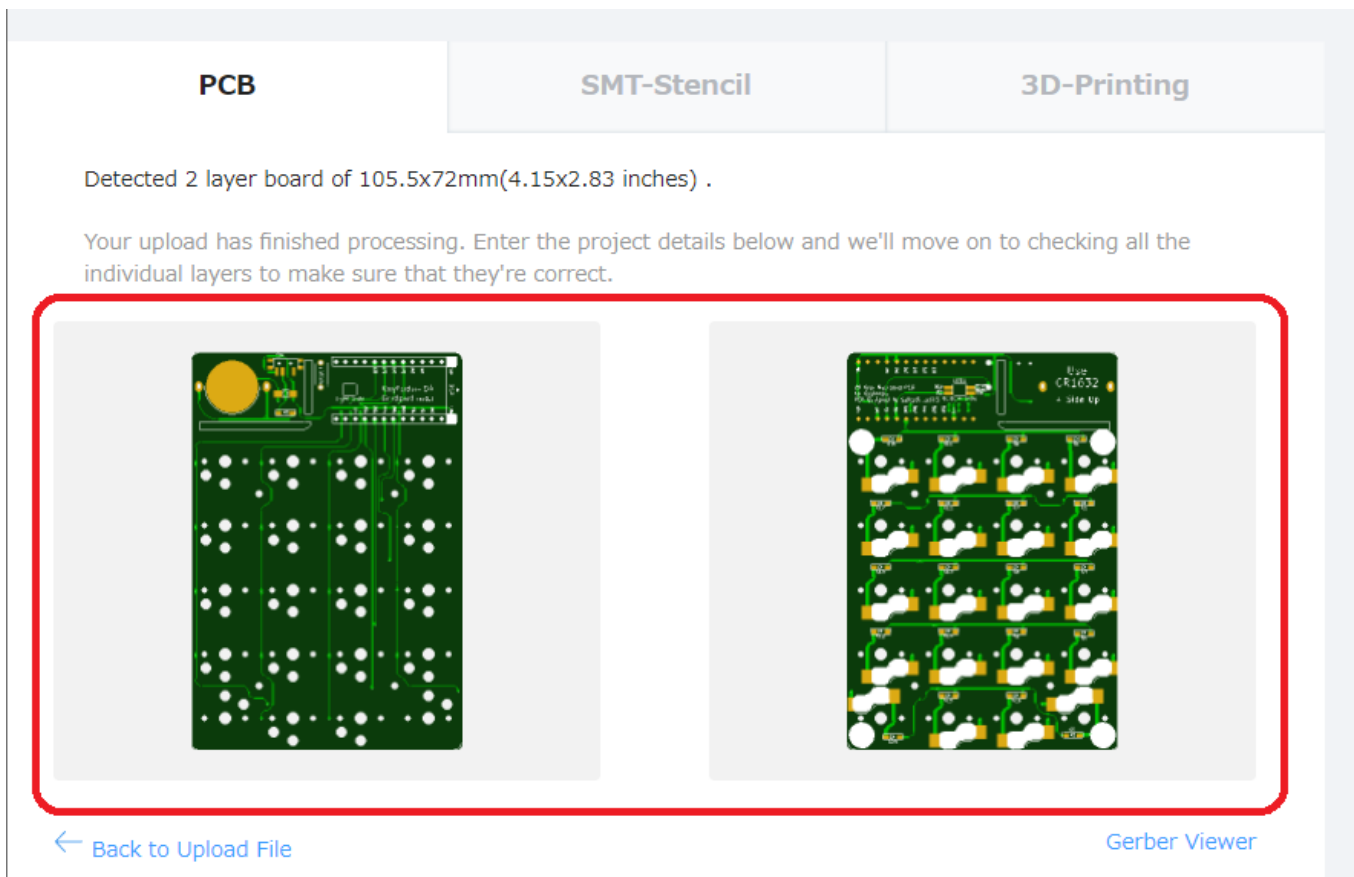 PCB
SMT-Stencil
3D-Printing
Detected 2 layer board of 105.5x72mm(4.15x2.83 inches) .
Your upload has finished processing. Enter the project details below and we'll move on to checking all the
individual layers to make sure that they're correct.
Use
CR1632
+ Side Up
Back to Upload File
Gerber Viewer